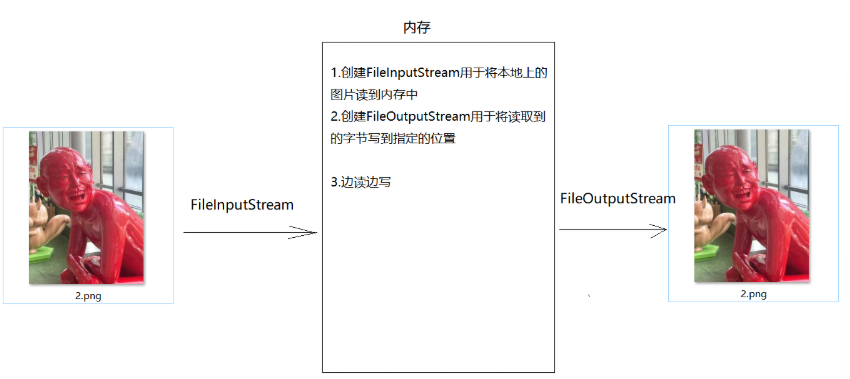 内存
1.创建FileInputStream用于将本地上的
图片读到内存中
2.创建FileOutputStream用于将读取到
的字节写到指定的位置
3.边读边写
FileInputStream
FileOutputStream
2.png
2.png